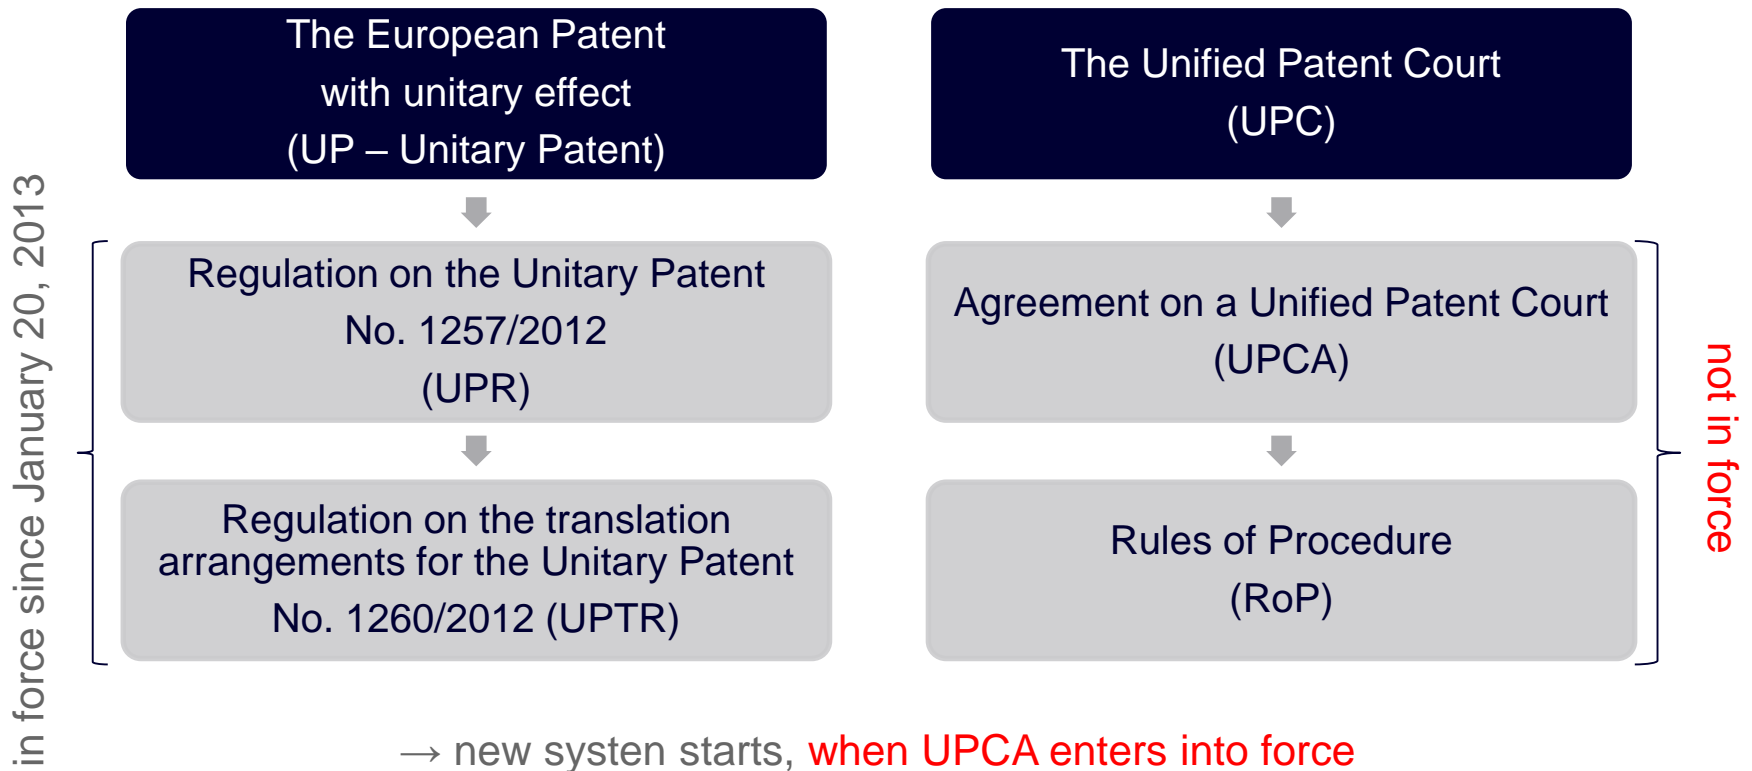 The European Patent
with unitary effect
(UP – Unitary Patent)
The Unified Patent Court
(UPC)
in force since January 20, 2013
Regulation on the Unitary Patent
No. 1257/2012
(UPR)
Agreement on a Unified Patent Court
(UPCA)
not in force
Regulation on the translation
arrangements for the Unitary Patent
No. 1260/2012 (UPTR)
Rules of Procedure
(RoP)
→ new systen starts, when UPCA enters into force